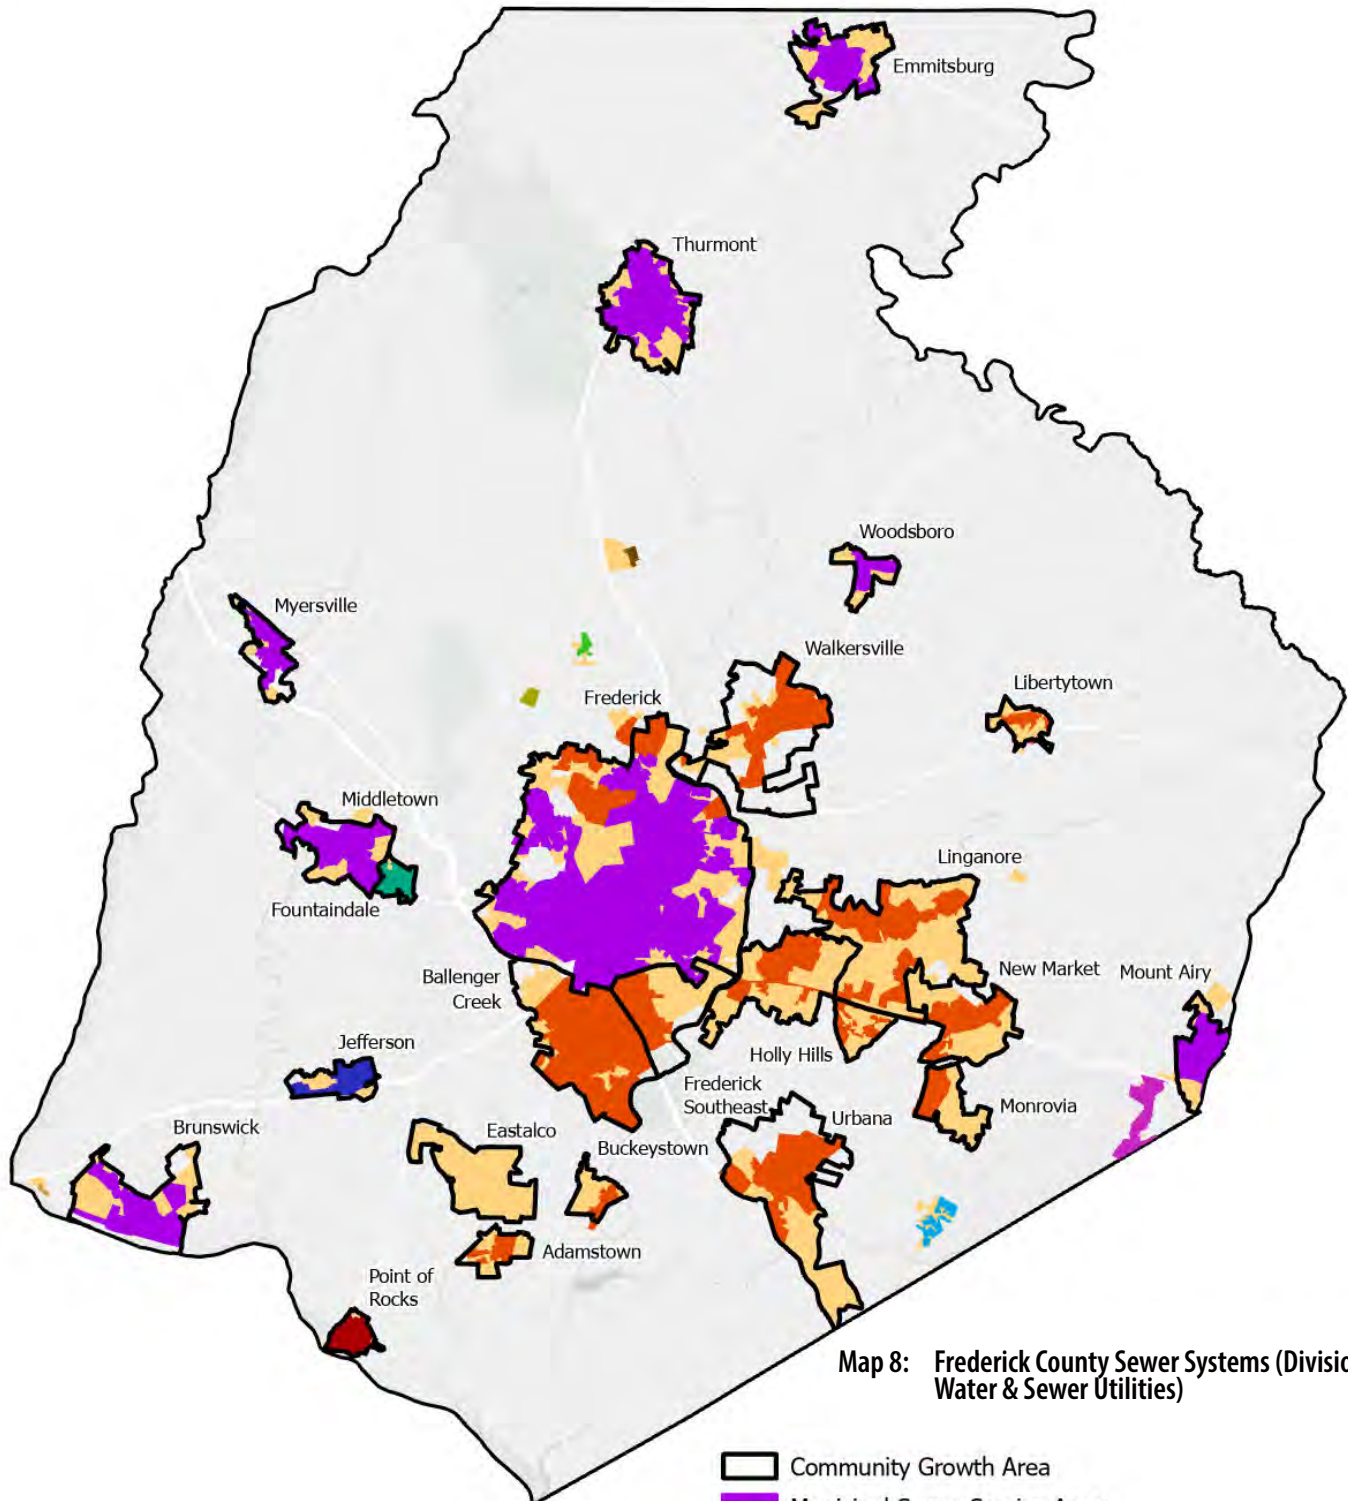 Emmitsburg
Thurmont
Woodsboro
Myersville
Walkersville
Libertytown
Frederick
Middletown
Linganore
Fountaindale
Ballenger
Creek
New Market
Mount Airy
Jefferson
Holly Hills
Frederick
Southeast
Urbana
Monrovia
Brunswick
Eastalco
Buckeystown
Adamstown
Point of
Rocks
Map 8: Frederick County Sewer Systems (Divisio
Water & Sewer Utilities)
Community Growth Area